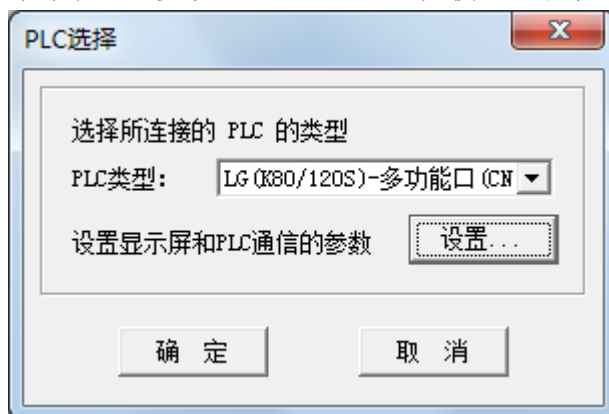 PLC选择
选择所连接的 PLC 的类型
PLC类型: LG(K80/120S)-多功能口(CN
设置显示屏和PLC通信的参数 设置...
确 定 取 消